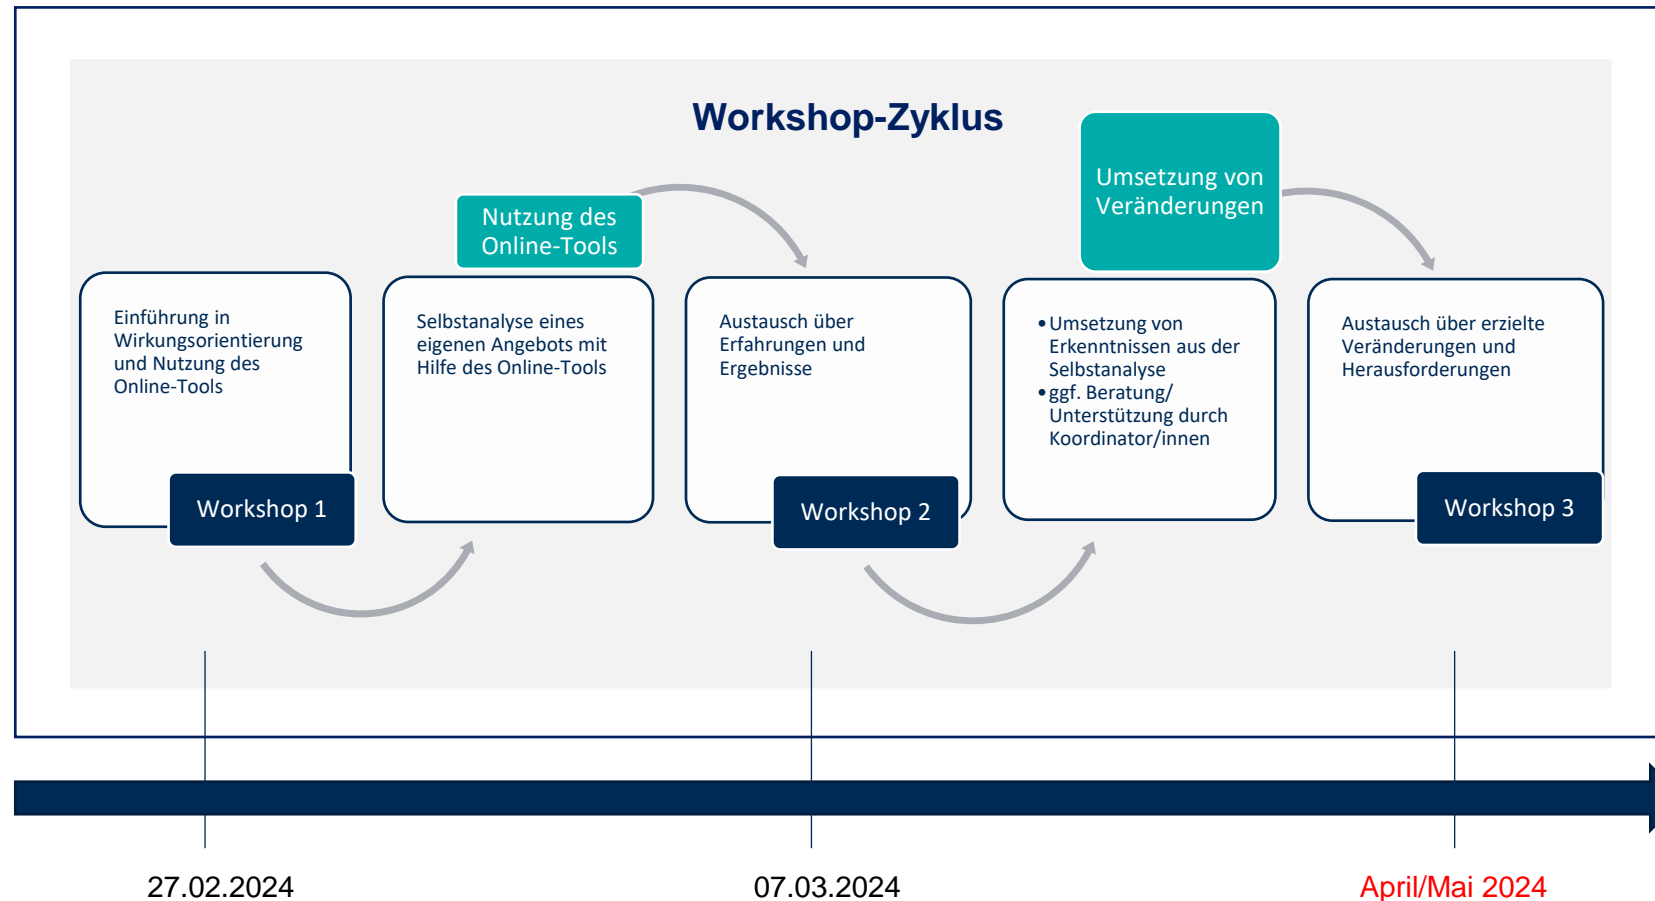 Workshop-Zyklus
Nutzung des
Online-Tools
Umsetzung von
Veränderungen
Einführung in
Wirkungsorientierung
und Nutzung des
Online-Tools
Workshop 1
Selbstanalyse eines
eigenen Angebots mit
Hilfe des Online-Tools
Austausch über
Erfahrungen und
Ergebnisse
Workshop 2
•Umsetzung von
Erkenntnissen aus der
Selbstanalyse
•ggf. Beratung/
Unterstützung durch
Koordinator/innen
Austausch über erzielte
Veränderungen und
Herausforderungen
Workshop 3
27.02.2024
07.03.2024
April/Mai 2024